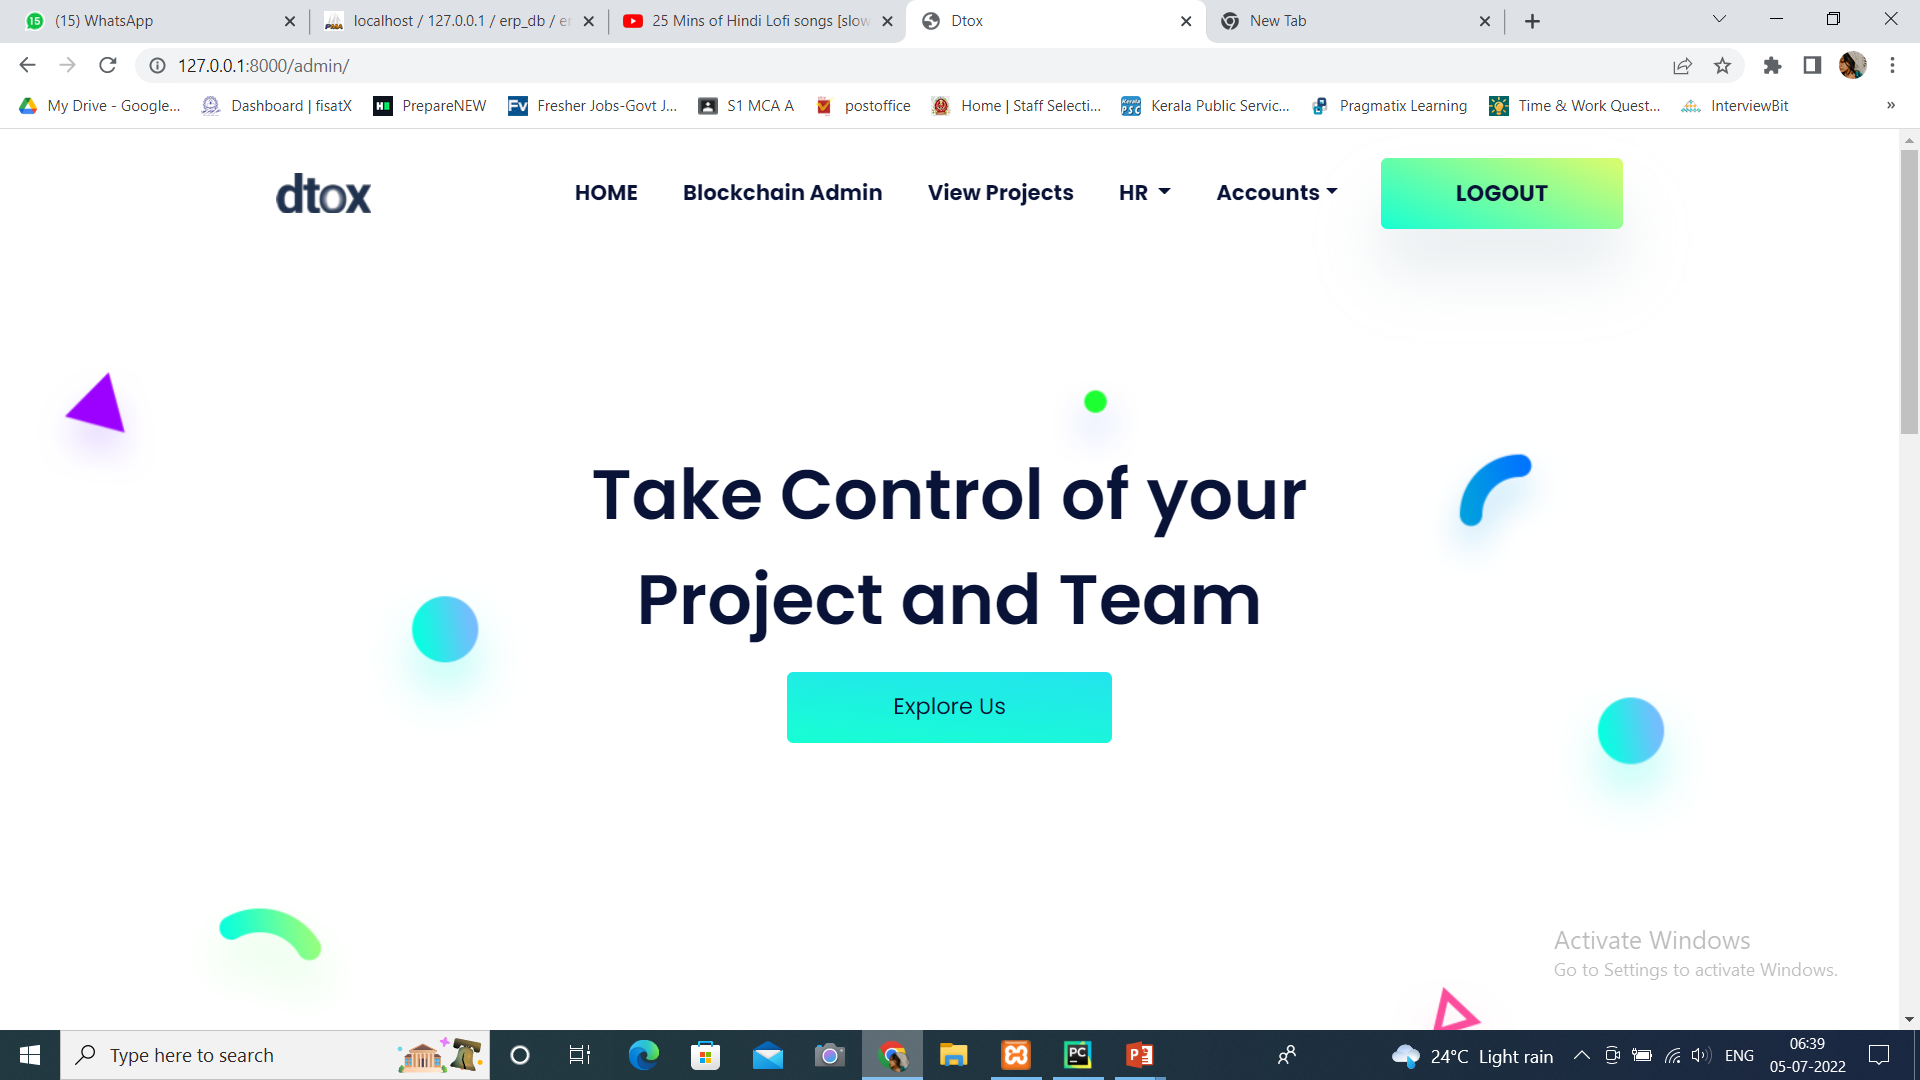 (15) WhatsApp
localhost / 127.0.0.1 / erp_db / er
25 Mins of Hindi Lofi songs [slow
Dtox
New Tab
127.0.0.1:8000/admin/
My Drive - Google...
Dashboard | fisatX
PrepareNEW
Fresher Jobs-Govt J...
S1 MCA A
postoffice
Home | Staff Selecti...
Kerala Public Servic...
Pragmatix Learning
Time & Work Quest...
InterviewBit
»
dtox
HOME
Blockchain Admin
View Projects
HR
Accounts
LOGOUT
Take Control of your
Project and Team
Explore Us
Activate Windows
Go to Settings to activate Windows.
Type here to search
24°C Light rain
ENG
06:39
05-07-2022